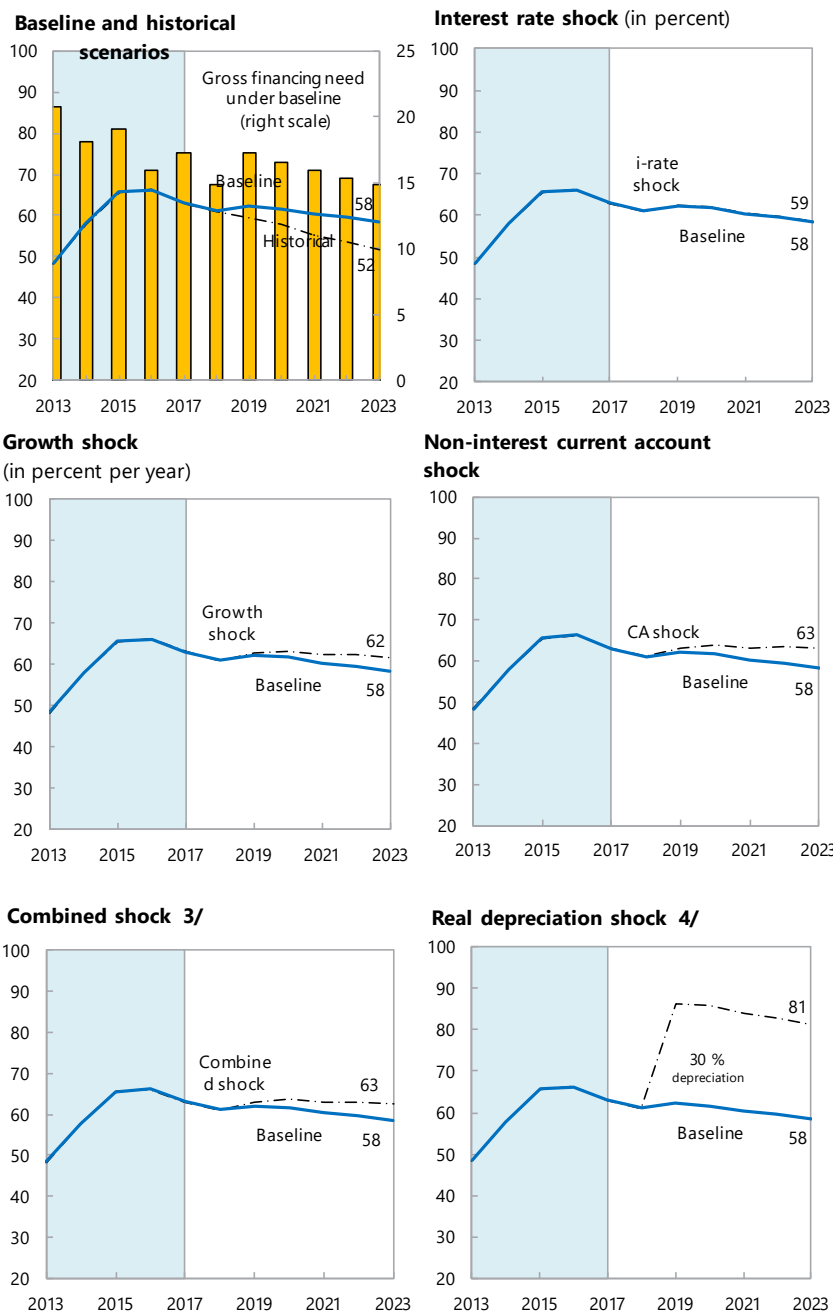 Baseline and historical
scenarios
100
90
80
70
60
50
40
30
20
25
20
15
10
5
0
Gross financing need
under baseline
(right scale)
Baseline
58
Historical
52
2013 2015 2017 2019 2021 2023
Interest rate shock (in percent)
100
90
80
70
60
50
40
30
20
i-rate
shock
59
Baseline
58
2013 2015 2017 2019 2021 2023
Growth shock
(in percent per year)
100
90
80
70
60
50
40
30
20
Growth
shock
62
Baseline
58
2013 2015 2017 2019 2021 2023
Non-interest current account
shock
100
90
80
70
60
50
40
30
20
CA shock
63
Baseline
58
2013 2015 2017 2019 2021 2023
Combined shock 3/
100
90
80
70
60
50
40
30
20
Combine
d shock
63
Baseline
58
2013 2015 2017 2019 2021 2023
Real depreciation shock 4/
100
90
80
70
60
50
40
30
20
81
30 %
depreciation
Baseline
58
2013 2015 2017 2019 2021 2023